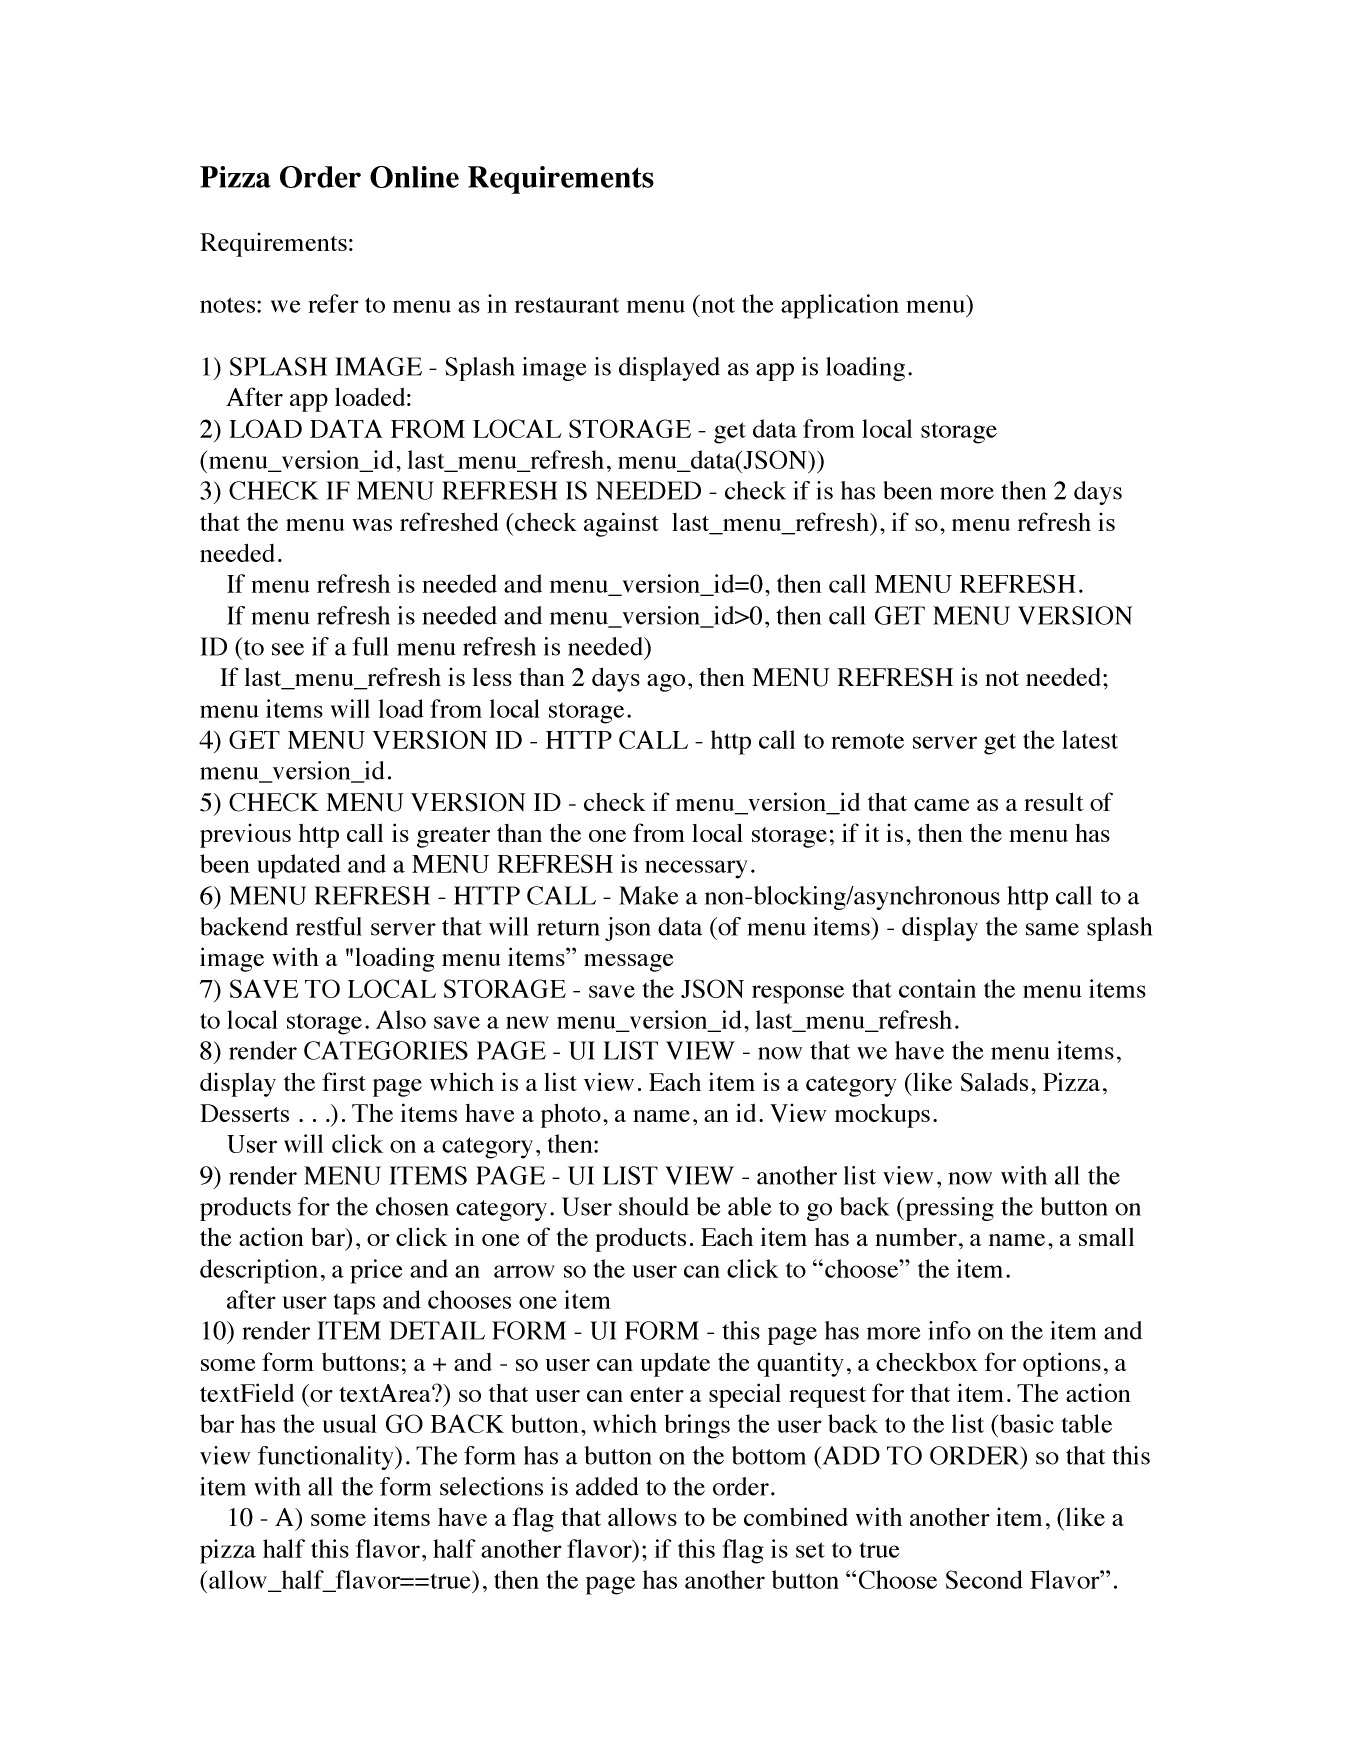 Pizza Order Online Requirements
Requirements:
notes: we refer to menu as in restaurant menu (not the application menu)
1) SPLASH IMAGE - Splash image is displayed as app is loading.
After app loaded:
2) LOAD DATA FROM LOCAL STORAGE - get data from local storage
(menu_version_id, last_menu_refresh, menu_data(JSON))
3) CHECK IF MENU REFRESH IS NEEDED - check if is has been more then 2 days
that the menu was refreshed (check against  last_menu_refresh), if so, menu refresh is
needed.
If menu refresh is needed and menu_version_id=0, then call MENU REFRESH.
If menu refresh is needed and menu_version_id>0, then call GET MENU VERSION
ID (to see if a full menu refresh is needed)
If last_menu_refresh is less than 2 days ago, then MENU REFRESH is not needed;
menu items will load from local storage.
4) GET MENU VERSION ID - HTTP CALL - http call to remote server get the latest
menu_version_id.
5) CHECK MENU VERSION ID - check if menu_version_id that came as a result of
previous http call is greater than the one from local storage; if it is, then the menu has
been updated and a MENU REFRESH is necessary.
6) MENU REFRESH - HTTP CALL - Make a non-blocking/asynchronous http call to a
backend restful server that will return json data (of menu items) - display the same splash
image with a "loading menu items” message
7) SAVE TO LOCAL STORAGE - save the JSON response that contain the menu items
to local storage. Also save a new menu_version_id, last_menu_refresh.
8) render CATEGORIES PAGE - UI LIST VIEW - now that we have the menu items,
display the first page which is a list view. Each item is a category (like Salads, Pizza,
Desserts . . .). The items have a photo, a name, an id. View mockups.
User will click on a category, then:
9) render MENU ITEMS PAGE - UI LIST VIEW - another list view, now with all the
products for the chosen category. User should be able to go back (pressing the button on
the action bar), or click in one of the products. Each item has a number, a name, a small
description, a price and an  arrow so the user can click to “choose” the item.
after user taps and chooses one item
10) render ITEM DETAIL FORM - UI FORM - this page has more info on the item and
some form buttons; a + and - so user can update the quantity, a checkbox for options, a
textField (or textArea?) so that user can enter a special request for that item. The action
bar has the usual GO BACK button, which brings the user back to the list (basic table
view functionality). The form has a button on the bottom (ADD TO ORDER) so that this
item with all the form selections is added to the order.
10 - A) some items have a flag that allows to be combined with another item, (like a
pizza half this flavor, half another flavor); if this flag is set to true
(allow_half_flavor==true), then the page has another button “Choose Second Flavor”.